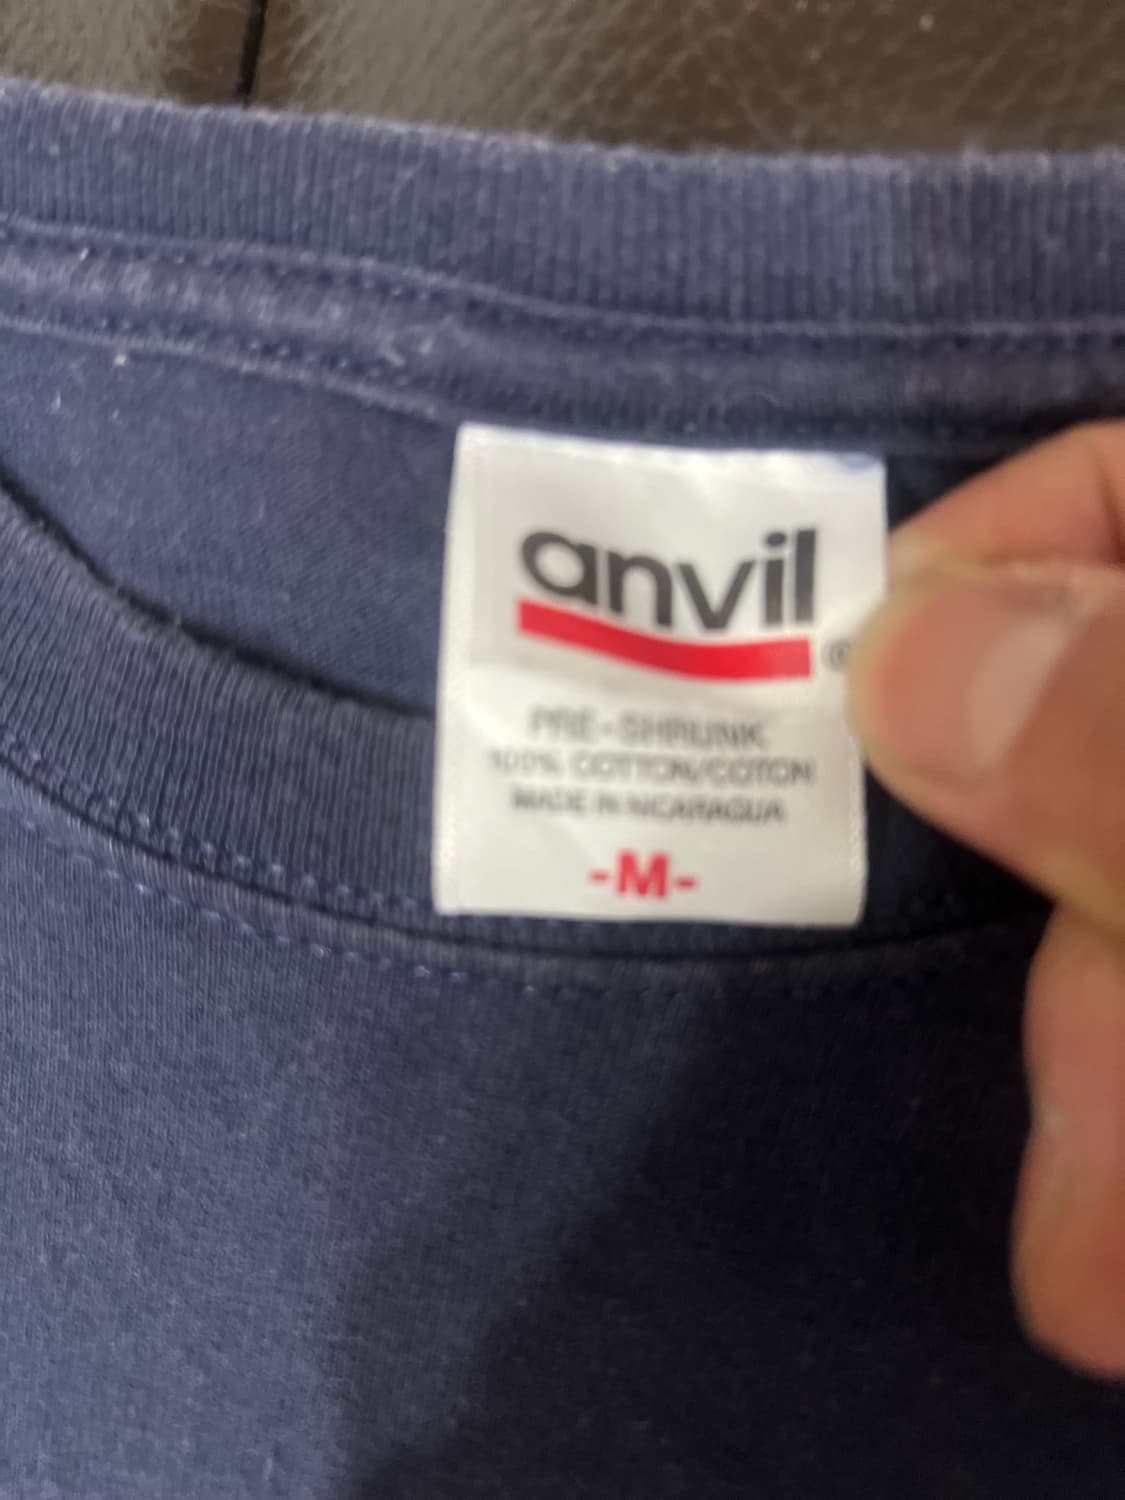 anvil
®
PRE-SHRUNK
100% COTTON/COTON
MADE IN NICARAGUA
-M-